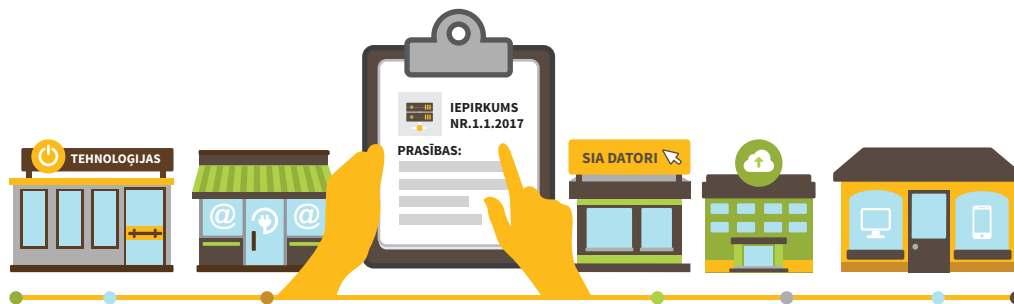 TEHNOLOĢIJAS
@
@
IEPIRKUMS
NR.1.1.2017
PRASĪBAS:
SIA DATORI